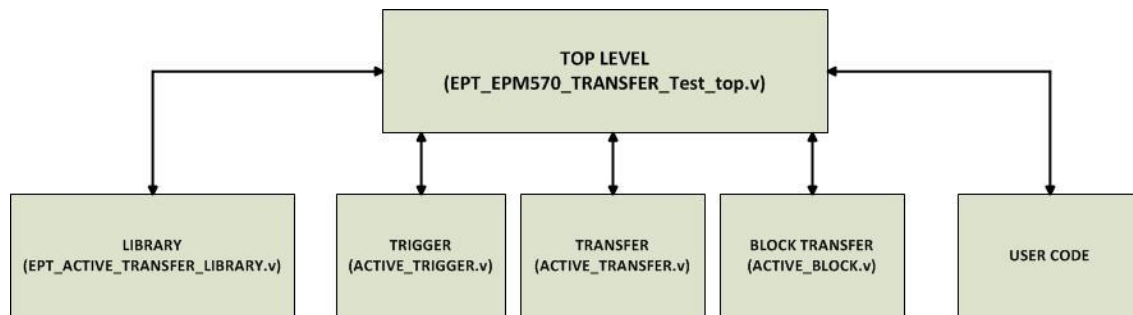 TOP LEVEL
(EPT_EPM570_TRANSFER_Test_top.v)
LIBRARY
(EPT_ACTIVE_TRANSFER_LIBRARY.v)
TRIGGER
(ACTIVE_TRIGGER.v)
TRANSFER
(ACTIVE_TRANSFER.v)
BLOCK TRANSFER
(ACTIVE_BLOCK.v)
USER CODE